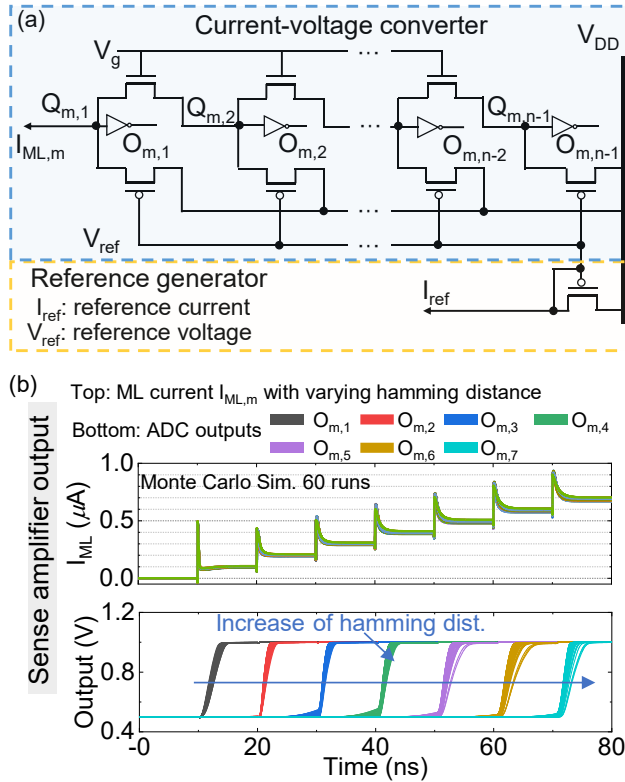 (a)
Current-voltage converter
V_DD
V_g
Q_m,1
Q_m,2
Q_m,n-1
I_ML,m
O_m,1
O_m,2
O_m,n-2
O_m,n-1
...
...
...
V_ref
Reference generator
I_ref: reference current
V_ref: reference voltage
I_ref
(b)
Top: ML current I_ML,m with varying hamming distance
Bottom: ADC outputs
O_m,1
O_m,2
O_m,3
O_m,4
O_m,5
O_m,6
O_m,7
Sense amplifier output
Monte Carlo Sim. 60 runs
I_ML (μA)
1.0
0.5
0.0
Increase of hamming dist.
Output (V)
1.2
0.8
0.4
-0
20
40
60
80
Time (ns)